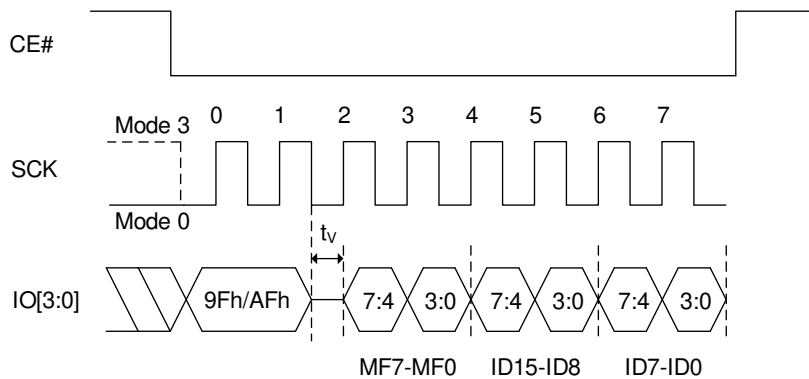 CE#
Mode 3
0 1 2 3 4 5 6 7
SCK
Mode 0
tV
IO[3:0]
9Fh/AFh
7:4 3:0 7:4 3:0 7:4 3:0
MF7-MF0 ID15-ID8 ID7-ID0